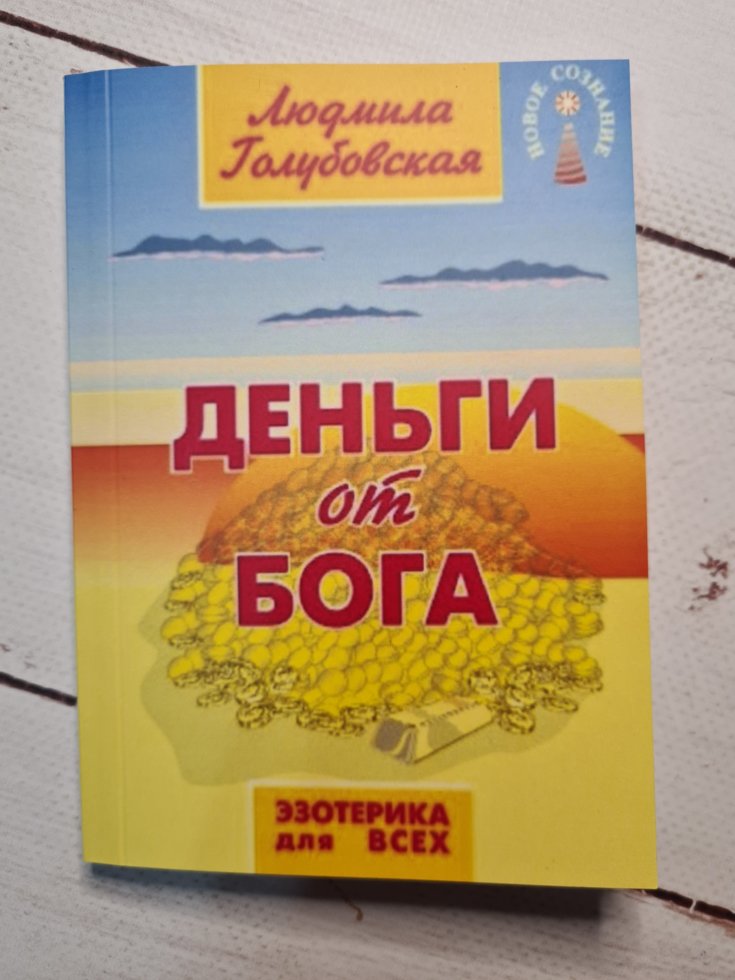 Людмила
Голубовская
НОВОЕ СОЗНАНИЕ
ДЕНЬГИ
от
БОГА
ЭЗОТЕРИКА
для ВСЕХ